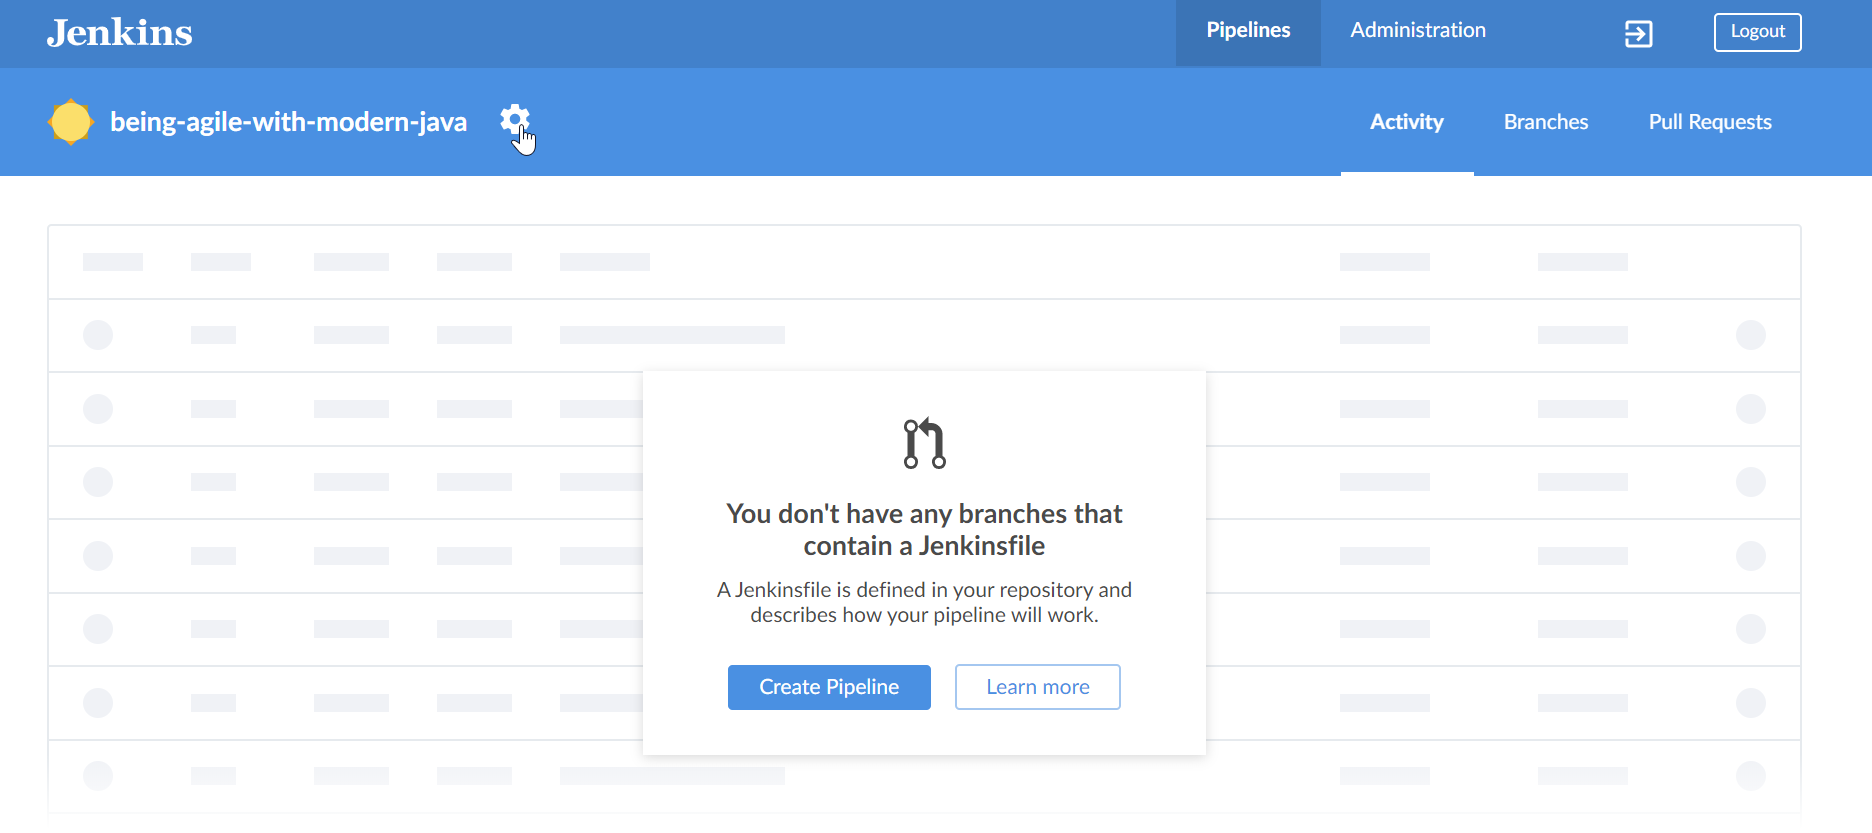 Jenkins
Pipelines
Administration
Logout
being-agile-with-modern-java
Activity
Branches
Pull Requests
You don't have any branches that
contain a Jenkinsfile
A Jenkinsfile is defined in your repository and
describes how your pipeline will work.
Create Pipeline
Learn more